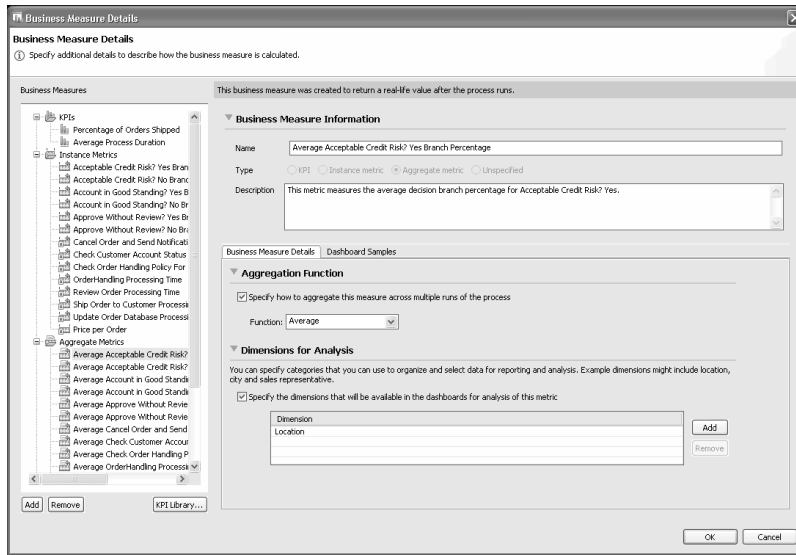 Business Measure Details
Business Measure Details
Specify additional details to describe how the business measure is calculated.
Business Measures
KPIs
Percentage of Orders Shipped
Average Process Duration
Instance Metrics
Acceptable Credit Risk? Yes Bran
Acceptable Credit Risk? No Branc
Account in Good Standing? Yes B
Account in Good Standing? No Br
Approve Without Review? Yes Br
Approve Without Review? No Bra
Cancel Order and Send Notificati
Check Customer Account Status
Check Order Handling Policy For
OrderHandling Processing Time
Review Order Processing Time
Ship Order to Customer Processi
Update Order Database Processi
Price per Order
Aggregate Metrics
Average Acceptable Credit Risk?
Average Acceptable Credit Risk?
Average Account in Good Standi
Average Account in Good Standi
Average Approve Without Revie
Average Approve Without Revie
Average Cancel Order and Send
Average Check Customer Accour
Average Check Order Handling P
Average OrderHandling Processi
Add
Remove
KPI Library...
This business measure was created to return a real-life value after the process runs.
Business Measure Information
Name
Average Acceptable Credit Risk? Yes Branch Percentage
Type
KPI
Instance metric
Aggregate metric
Unspecified
Description
This metric measures the average decision branch percentage for Acceptable Credit Risk? Yes.
Business Measure Details
Dashboard Samples
Aggregation Function
Specify how to aggregate this measure across multiple runs of the process
Function:
Average
Dimensions for Analysis
You can specify categories that you can use to organize and select data for reporting and analysis. Example dimensions might include location,
city and sales representative.
Specify the dimensions that will be available in the dashboards for analysis of this metric
Dimension
Location
Add
Remove
OK
Cancel